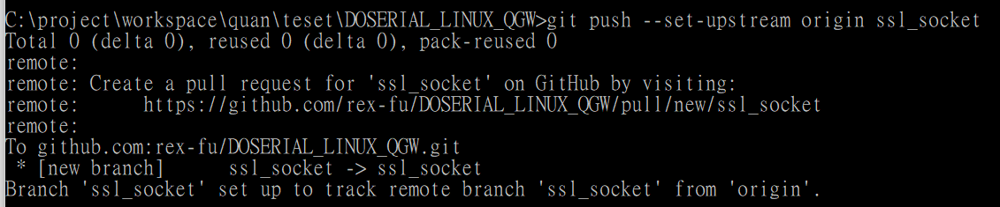 C:\project\workspace\quan\teset\DOSERIAL_LINUX_QGW>git push --set-upstream origin ssl_socket
Total 0 (delta 0), reused 0 (delta 0), pack-reused 0
remote:
remote: Create a pull request for 'ssl_socket' on GitHub by visiting:
remote:      https://github.com/rex-fu/DOSERIAL_LINUX_QGW/pull/new/ssl_socket
remote:
To github.com:rex-fu/DOSERIAL_LINUX_QGW.git
 * [new branch]      ssl_socket -> ssl_socket
Branch 'ssl_socket' set up to track remote branch 'ssl_socket' from 'origin'.